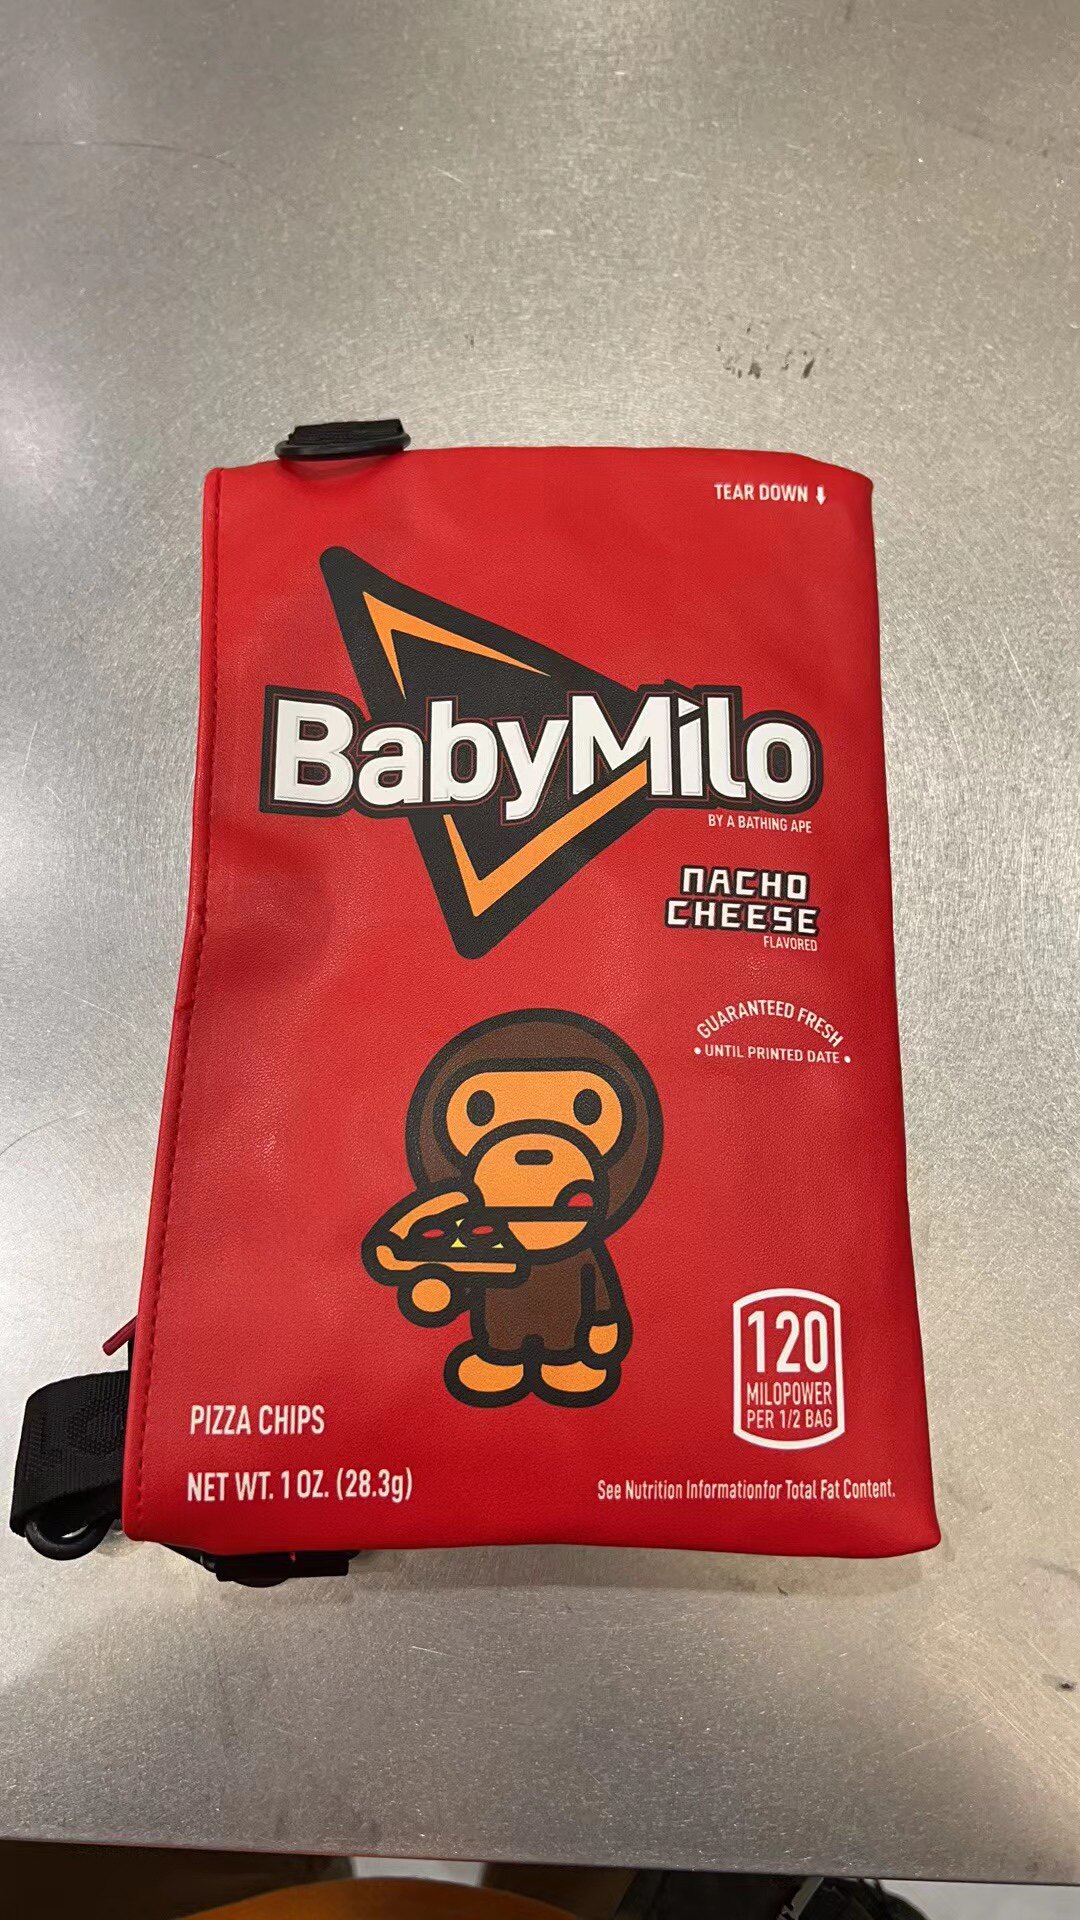 TEAR DOWN
BabyMilo
BY A BATHING APE
NACHO
CHEESE
FLAVORED
GUARANTEED FRESH
• UNTIL PRINTED DATE •
120
MILOPOWER
PER 1/2 BAG
PIZZA CHIPS
NET WT. 1 OZ. (28.3g)
See Nutrition Informationfor Total Fat Content.